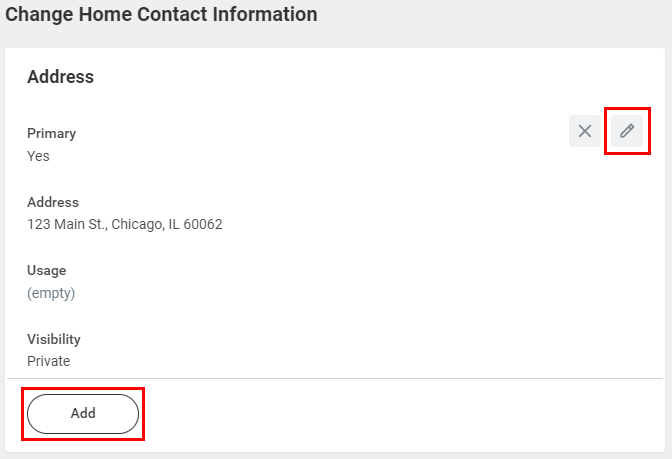 Change Home Contact Information
Address
Primary
Yes
Address
123 Main St., Chicago, IL 60062
Usage
(empty)
Visibility
Private
Add